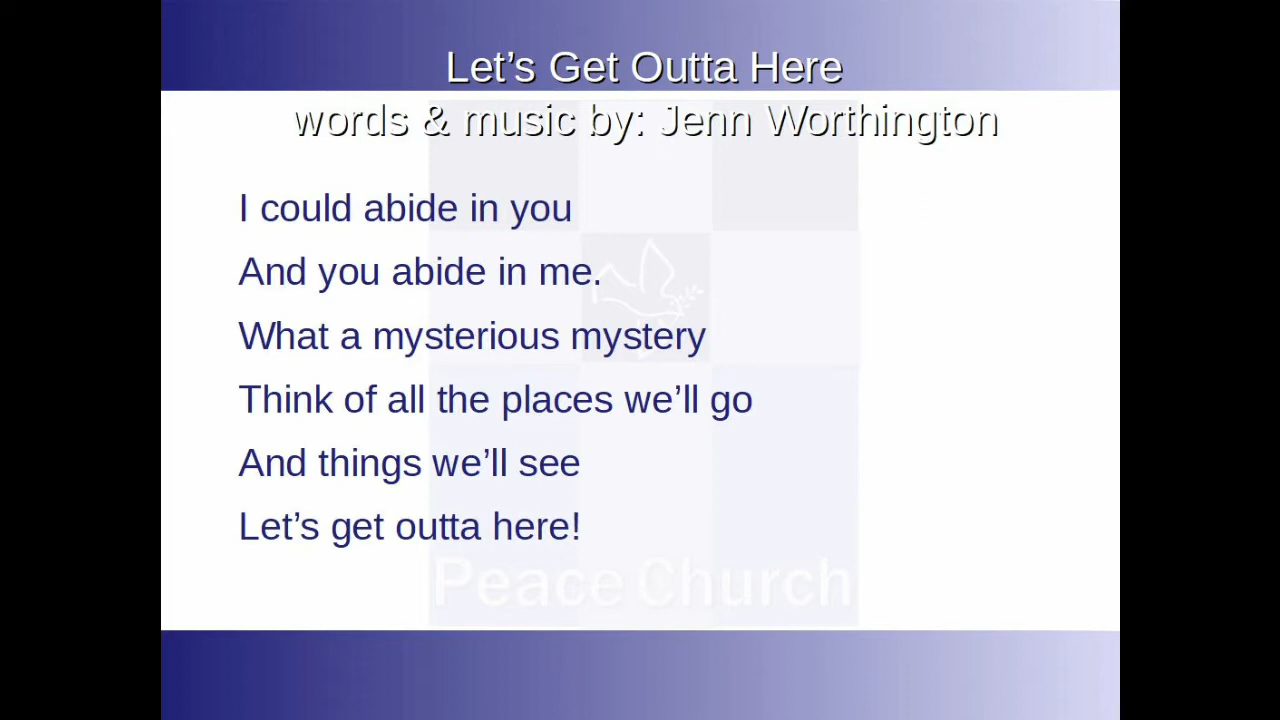 Let’s Get Outta Here
words & music by: Jenn Worthington
I could abide in you
And you abide in me.
What a mysterious mystery
Think of all the places we’ll go
And things we’ll see
Let’s get outta here!
Peace Church